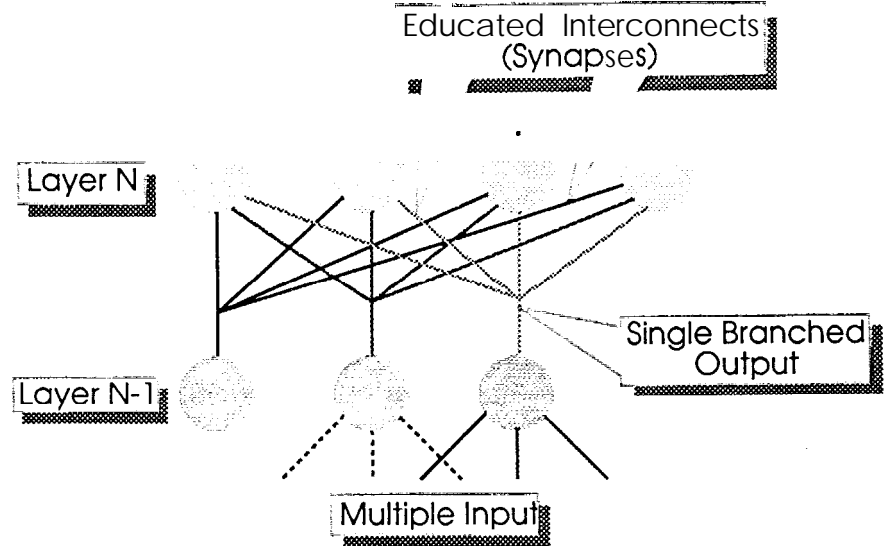 Educated Interconnects
(Synapses)
Layer N
Single Branched
Output
Layer N-1
Multiple Input